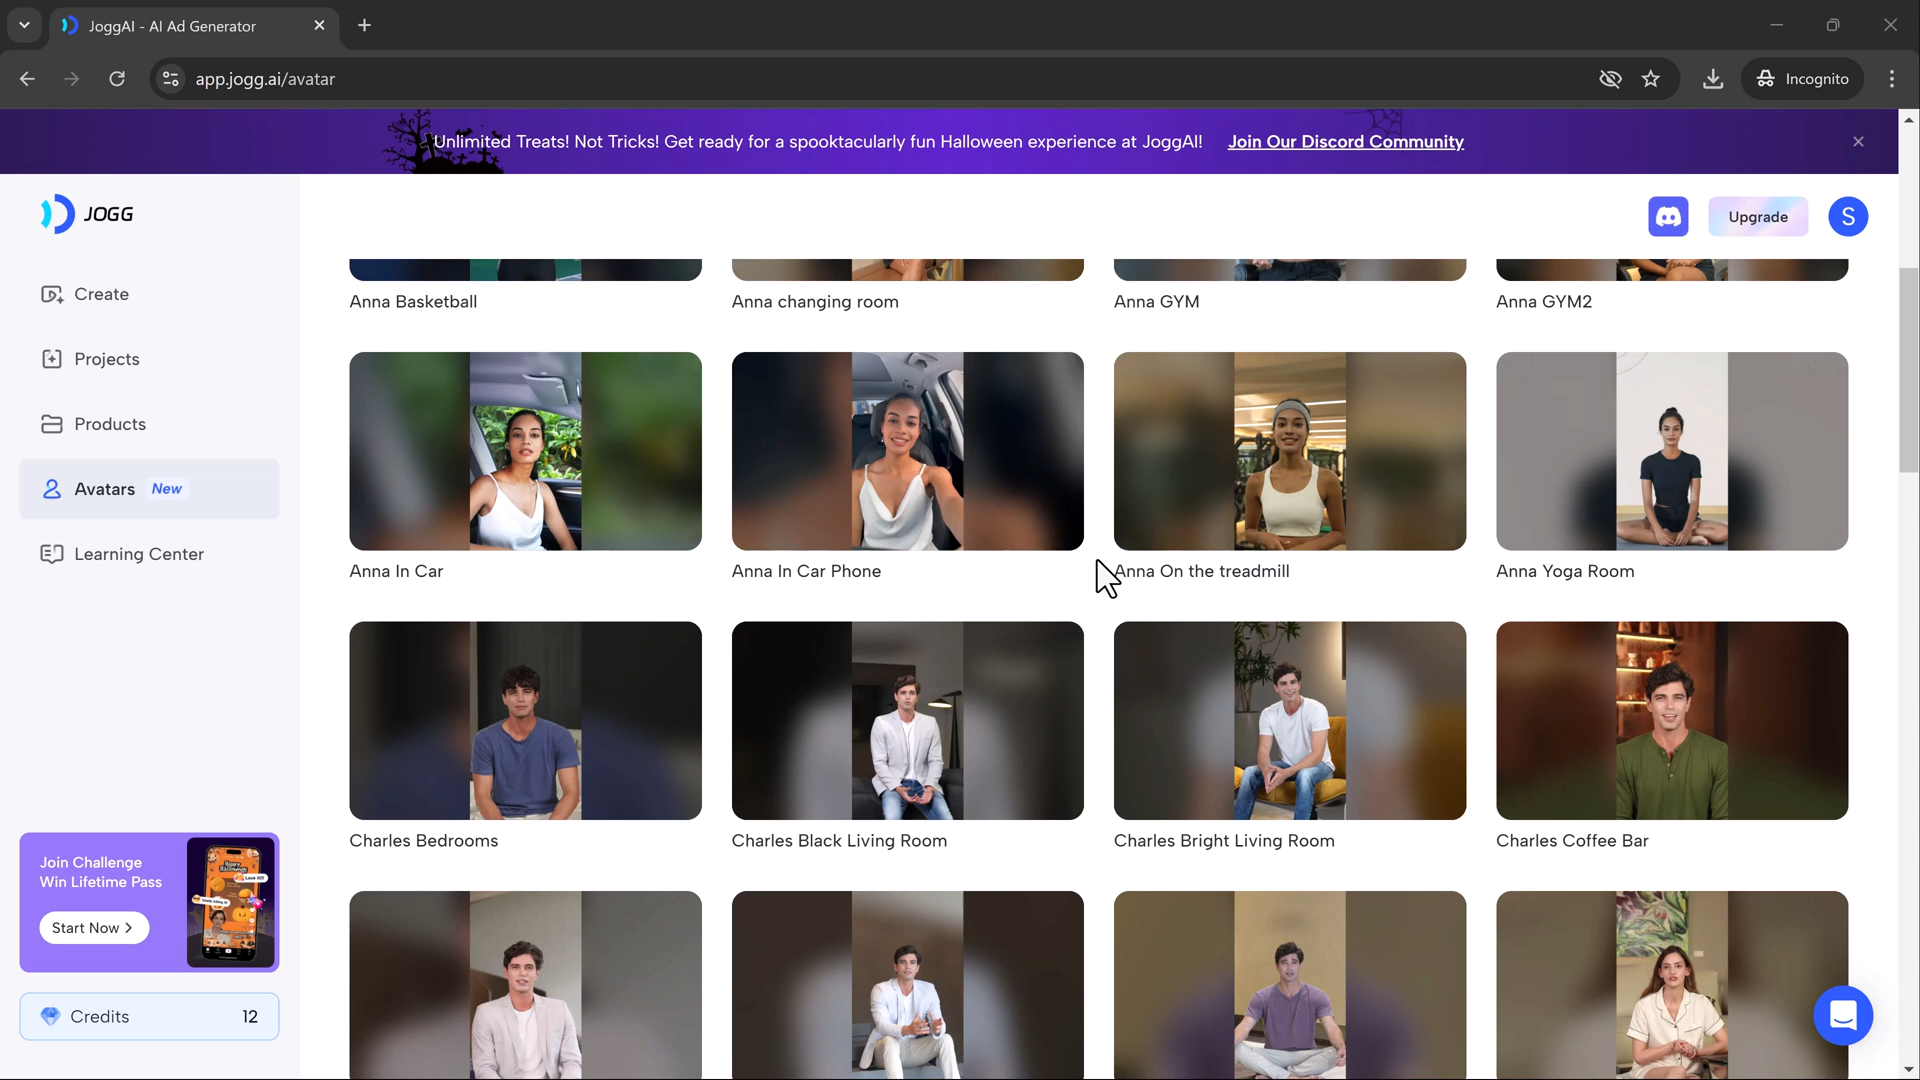 JoggAI - AI Ad Generator
app.jogg.ai/avatar
Incognito
Unlimited Treats! Not Tricks! Get ready for a spooktacularly fun Halloween experience at JoggAI! Join Our Discord Community
JOGG
Upgrade
S
Create
Projects
Products
Avatars New
Learning Center
Anna Basketball
Anna changing room
Anna GYM
Anna GYM2
Anna In Car
Anna In Car Phone
Anna On the treadmill
Anna Yoga Room
Charles Bedrooms
Charles Black Living Room
Charles Bright Living Room
Charles Coffee Bar
Join Challenge
Win Lifetime Pass
Start Now >
Credits 12